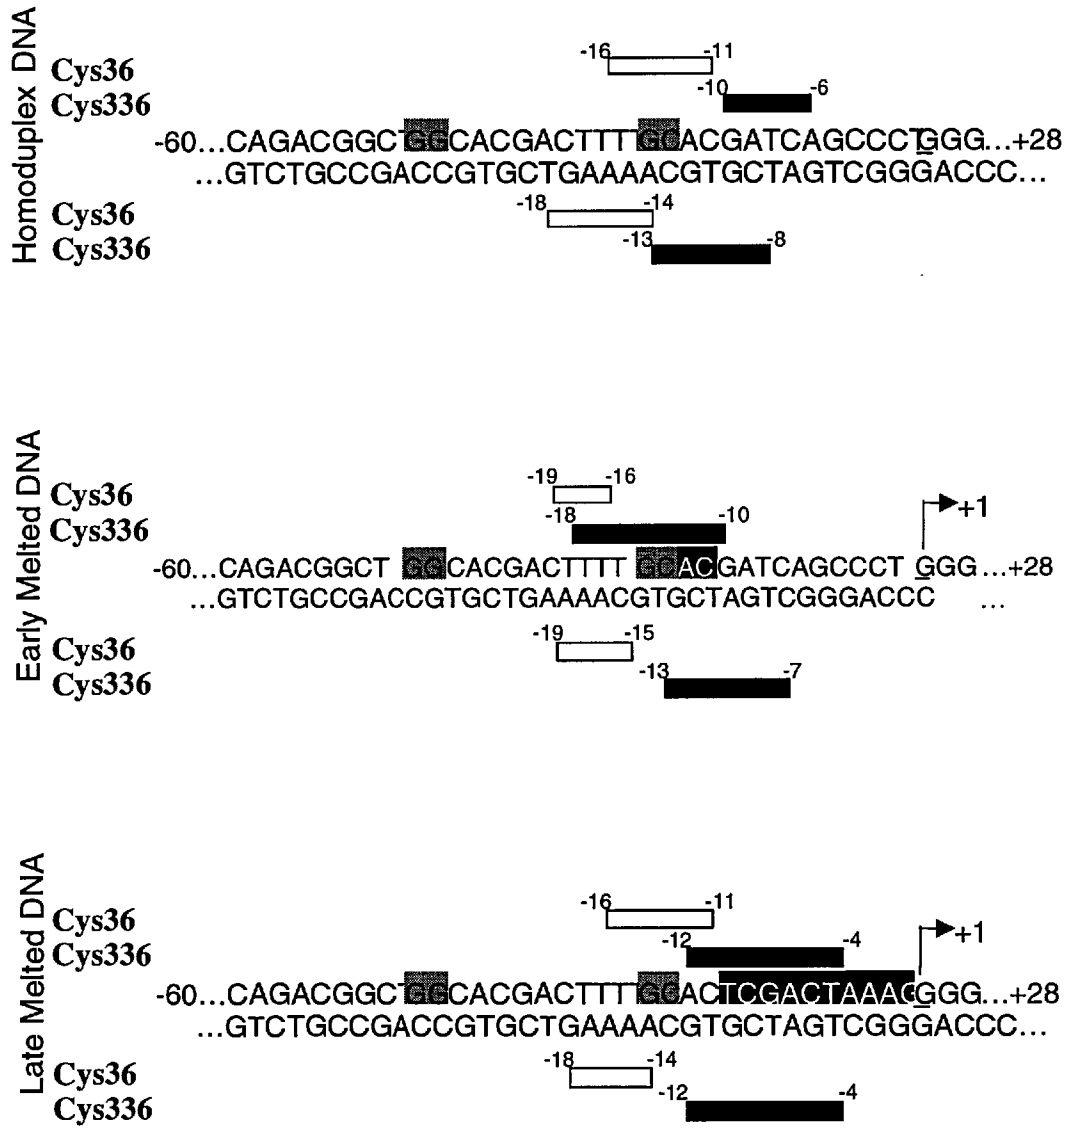 Homoduplex DNA
-16 -11
Cys36
-10 -6
Cys336
-60...CAGACGGCTGGCACGACTTTTGCACGATCAGCCCTGGG...+28
...GTCTGCCGACCGTGCTGAAAACGTGCTAGTCGGGACCC...
-18 -14
Cys36
-13 -8
Cys336
Early Melted DNA
-19 -16
Cys36
-18 -10
Cys336
+1
-60...CAGACGGCT GGCACGACTTTTGCACGATCAGCCCT GGG...+28
...GTCTGCCGACCGTGCTGAAAACGTGCTAGTCGGGACCC ...
-19 -15
Cys36
-13 -7
Cys336
Late Melted DNA
-16 -11
Cys36
-12 -4
Cys336
+1
-60...CAGACGGCTGGCACGACTTTTGCACTCGACTAAAGGGG...+28
...GTCTGCCGACCGTGCTGAAAACGTGCTAGTCGGGACCC...
-18 -14
Cys36
-12 -4
Cys336